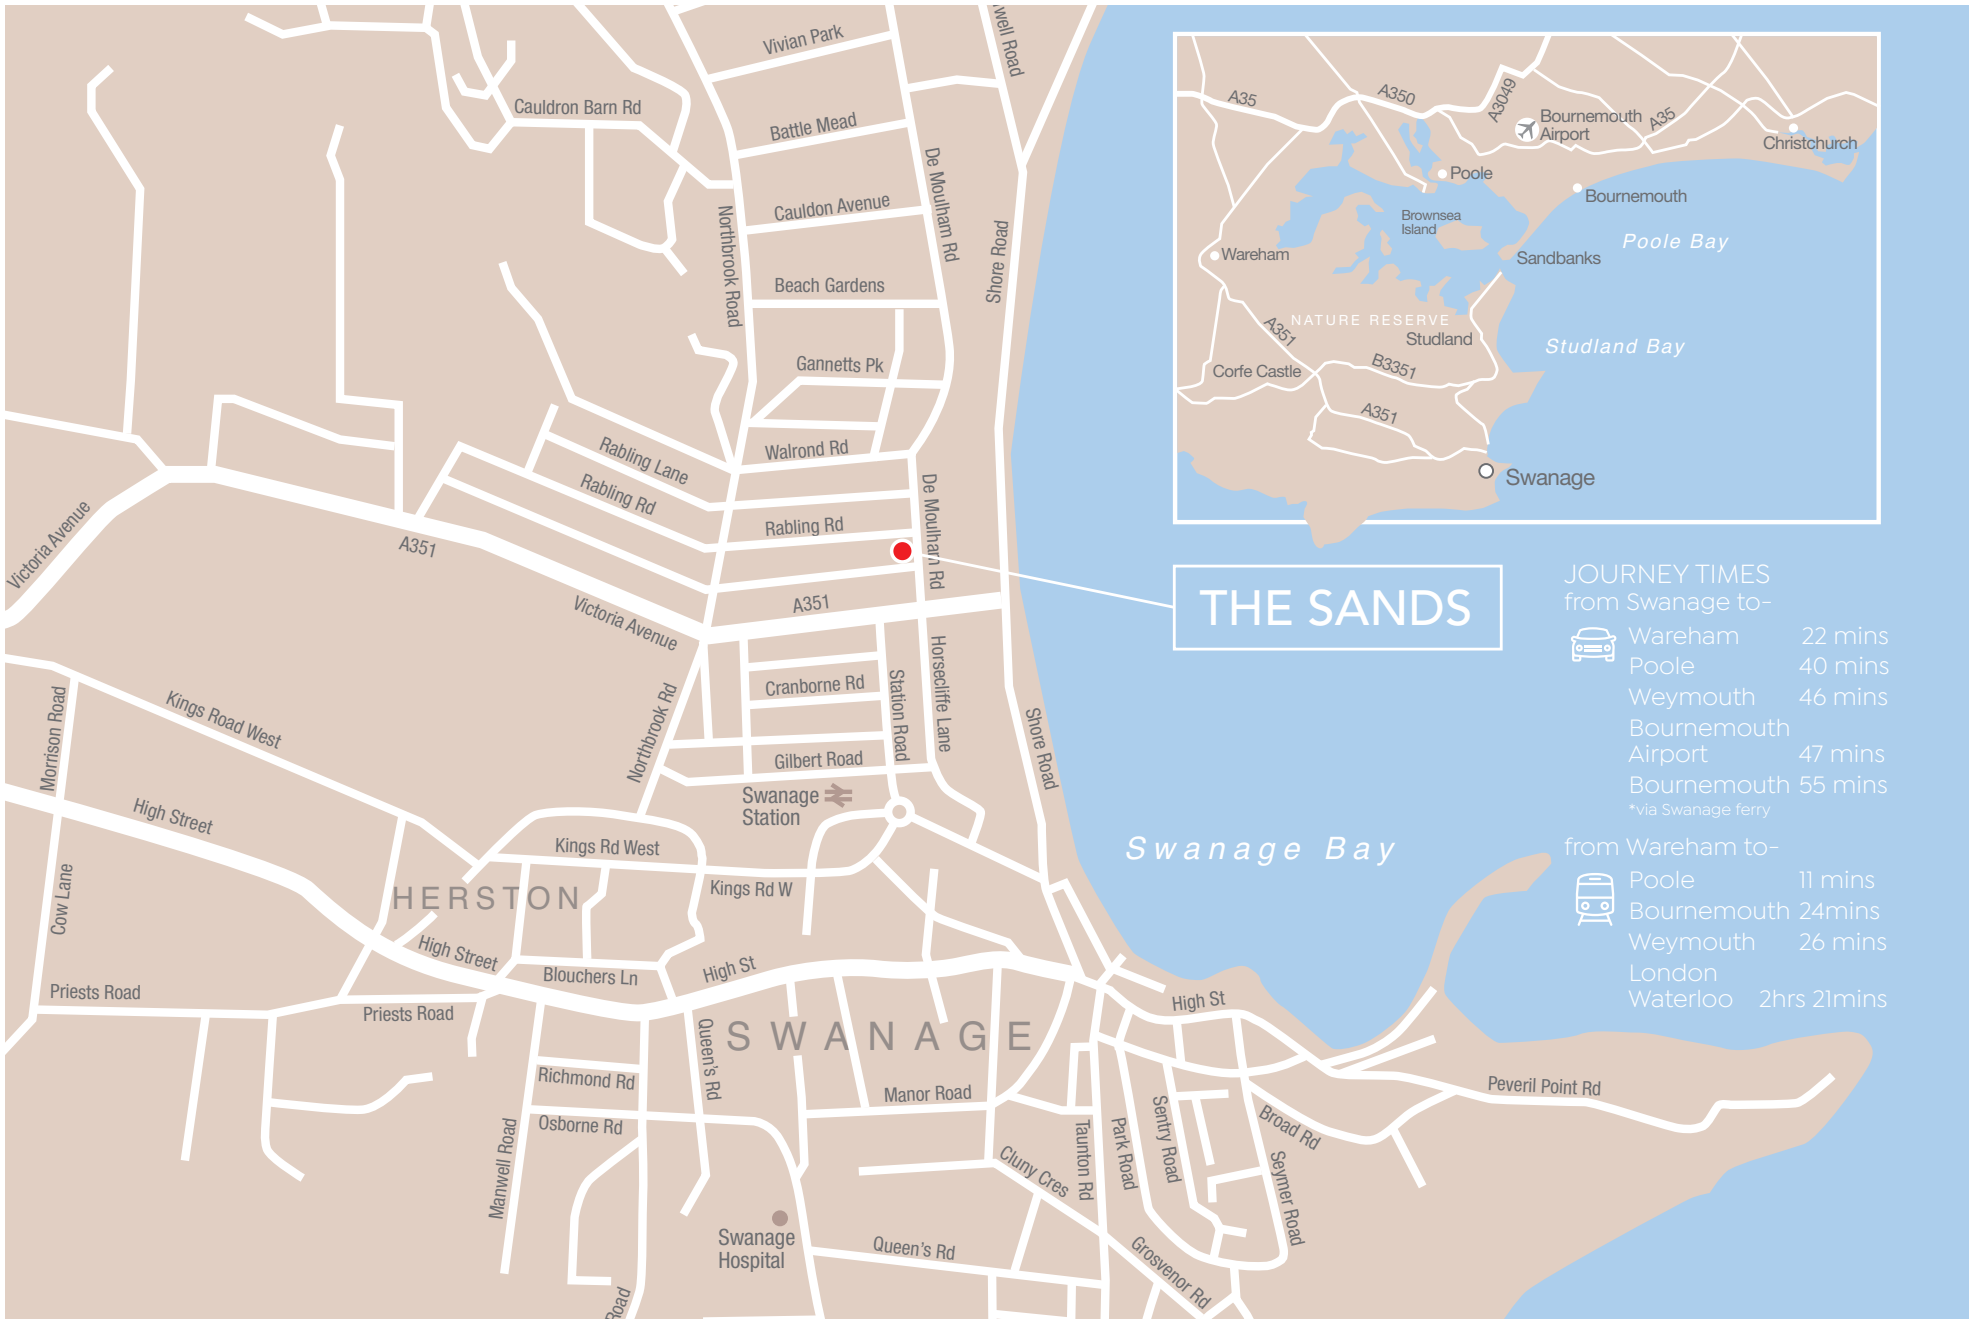 Vivian Park
Cauldron Barn Rd
Battle Mead
De Moulham Rd
Cauldon Avenue
Northbrook Road
Shore Road
Beach Gardens
Gannetts Pk
Rabling Lane
Walrond Rd
Rabling Rd
Rabling Rd
De Moulham Rd
Victoria Avenue
A351
A351
Victoria Avenue
Horsecliffe Lane
Cranborne Rd
Station Road
Northbrook Rd
Morrison Road
Kings Road West
Shore Road
Gilbert Road
Swanage
Station
High Street
Kings Rd West
Kings Rd W
HERSTON
Cow Lane
High Street
Blouchers Ln
High St
Priests Road
Priests Road
High St
SWANAGE
Queen's Rd
Richmond Rd
Manor Road
Osborne Rd
Manwell Road
Taunton Rd
Park Road
Sentry Road
Broad Rd
Peveril Point Rd
Cluny Cres
Seymer Road
Swanage
Hospital
Queen's Rd
Grosvenor Rd
Road
Swanage Bay
THE SANDS
A35
A350
A3049
Bournemouth
Airport
A35
Christchurch
Poole
Bournemouth
Brownsea
Island
Poole Bay
Wareham
Sandbanks
NATURE RESERVE
A351
Studland
Studland Bay
Corfe Castle
B3351
A351
Swanage
JOURNEY TIMES
from Swanage to-
Wareham 22 mins
Poole 40 mins
Weymouth 46 mins
Bournemouth
Airport 47 mins
Bournemouth 55 mins
*via Swanage ferry
from Wareham to-
Poole 11 mins
Bournemouth 24mins
Weymouth 26 mins
London
Waterloo 2hrs 21mins